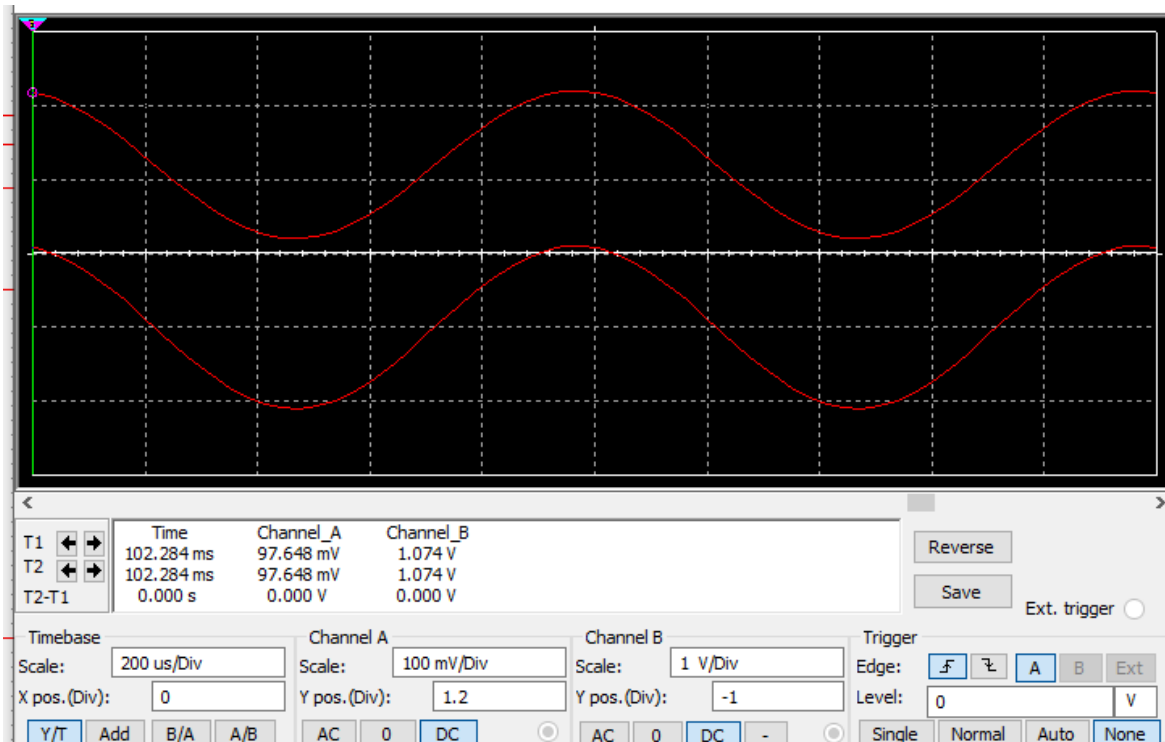 Time Channel_A Channel_B
T1 102.284 ms 97.648 mV 1.074 V
T2 102.284 ms 97.648 mV 1.074 V
T2-T1 0.000 s 0.000 V 0.000 V
Reverse
Save
Ext. trigger
Timebase
Scale: 200 us/Div
X pos.(Div): 0
Y/T Add B/A A/B
Channel A
Scale: 100 mV/Div
Y pos.(Div): 1.2
AC 0 DC
Channel B
Scale: 1 V/Div
Y pos.(Div): -1
AC 0 DC -
Trigger
Edge: A B Ext
Level: 0 V
Single Normal Auto None